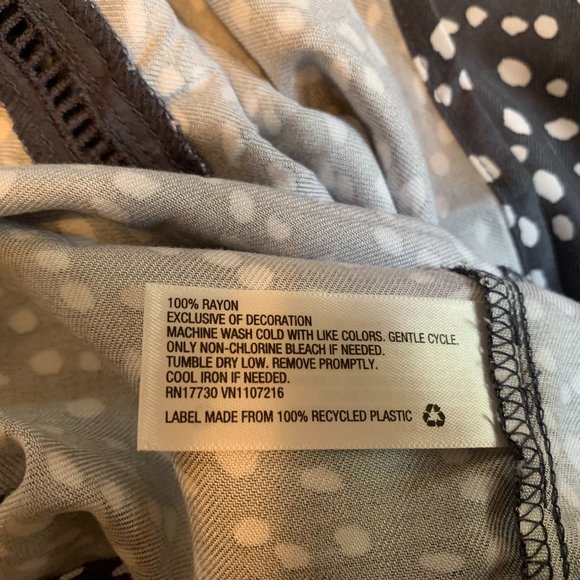 100% RAYON
EXCLUSIVE OF DECORATION
MACHINE WASH COLD WITH LIKE COLORS. GENTLE CYCLE.
ONLY NON-CHLORINE BLEACH IF NEEDED.
TUMBLE DRY LOW. REMOVE PROMPTLY.
COOL IRON IF NEEDED.
RN17730 VN1107216
LABEL MADE FROM 100% RECYCLED PLASTIC